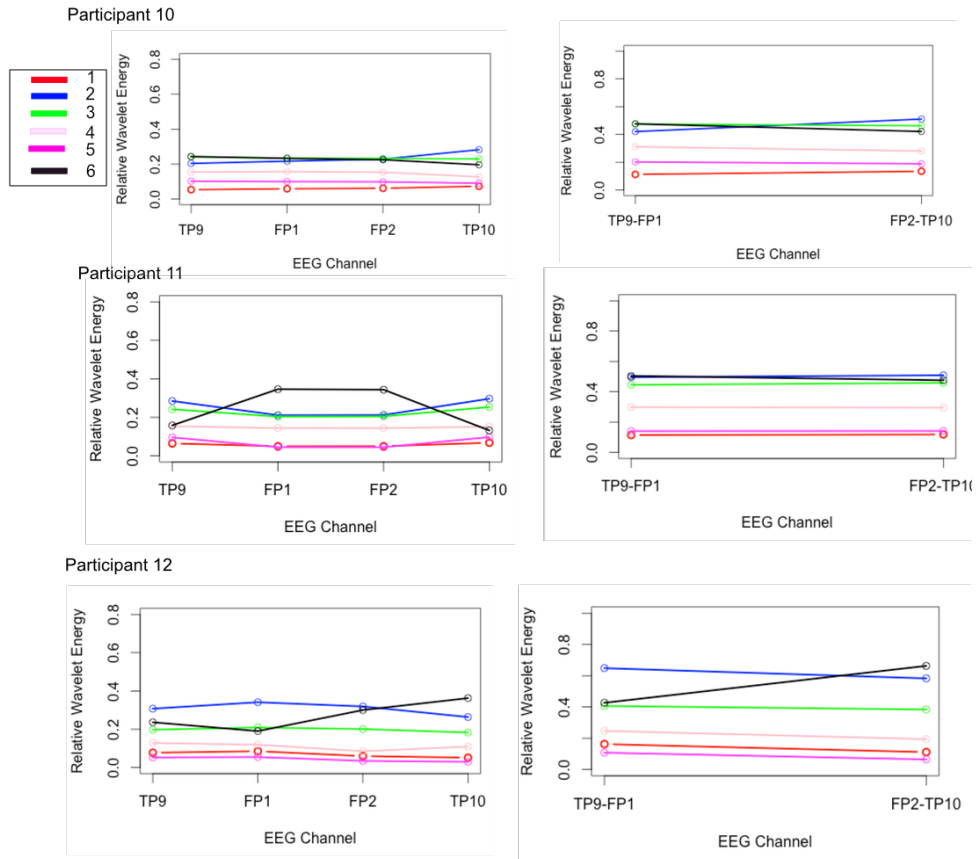 Participant 10
1
2
3
4
5
6
Relative Wavelet Energy
0.8
0.6
0.4
0.2
0.0
TP9 FP1 FP2 TP10
EEG Channel
Relative Wavelet Energy
0.8
0.4
0.0
TP9-FP1 FP2-TP10
EEG Channel
Participant 11
Relative Wavelet Energy
0.8
0.6
0.4
0.2
0.0
TP9 FP1 FP2 TP10
EEG Channel
Relative Wavelet Energy
0.8
0.4
0.0
TP9-FP1 FP2-TP10
EEG Channel
Participant 12
Relative Wavelet Energy
0.8
0.6
0.4
0.2
0.0
TP9 FP1 FP2 TP10
EEG Channel
Relative Wavelet Energy
0.8
0.4
0.0
TP9-FP1 FP2-TP10
EEG Channel